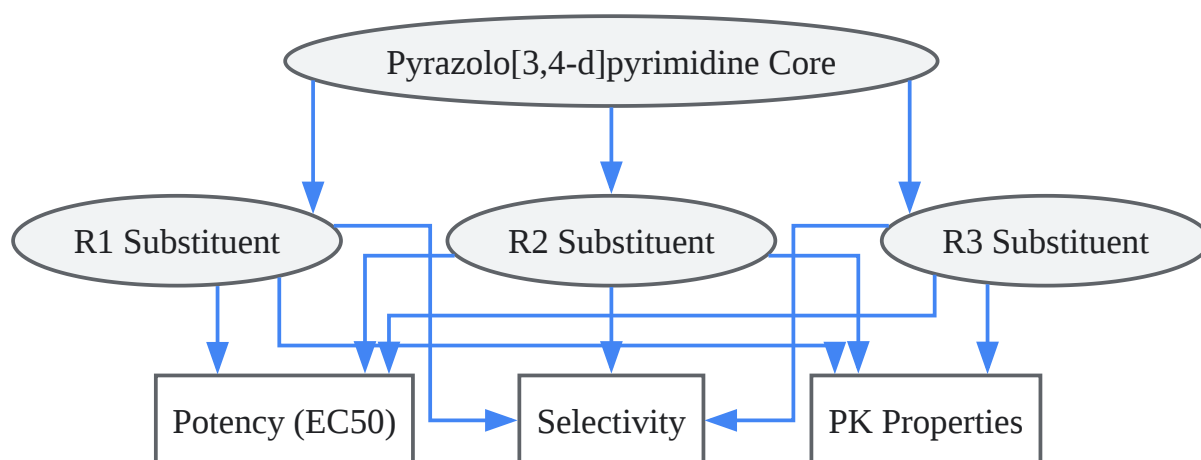 Pyrazolo[3,4-d]pyrimidine Core
R1 Substituent
R2 Substituent
R3 Substituent
Potency (EC50)
Selectivity
PK Properties